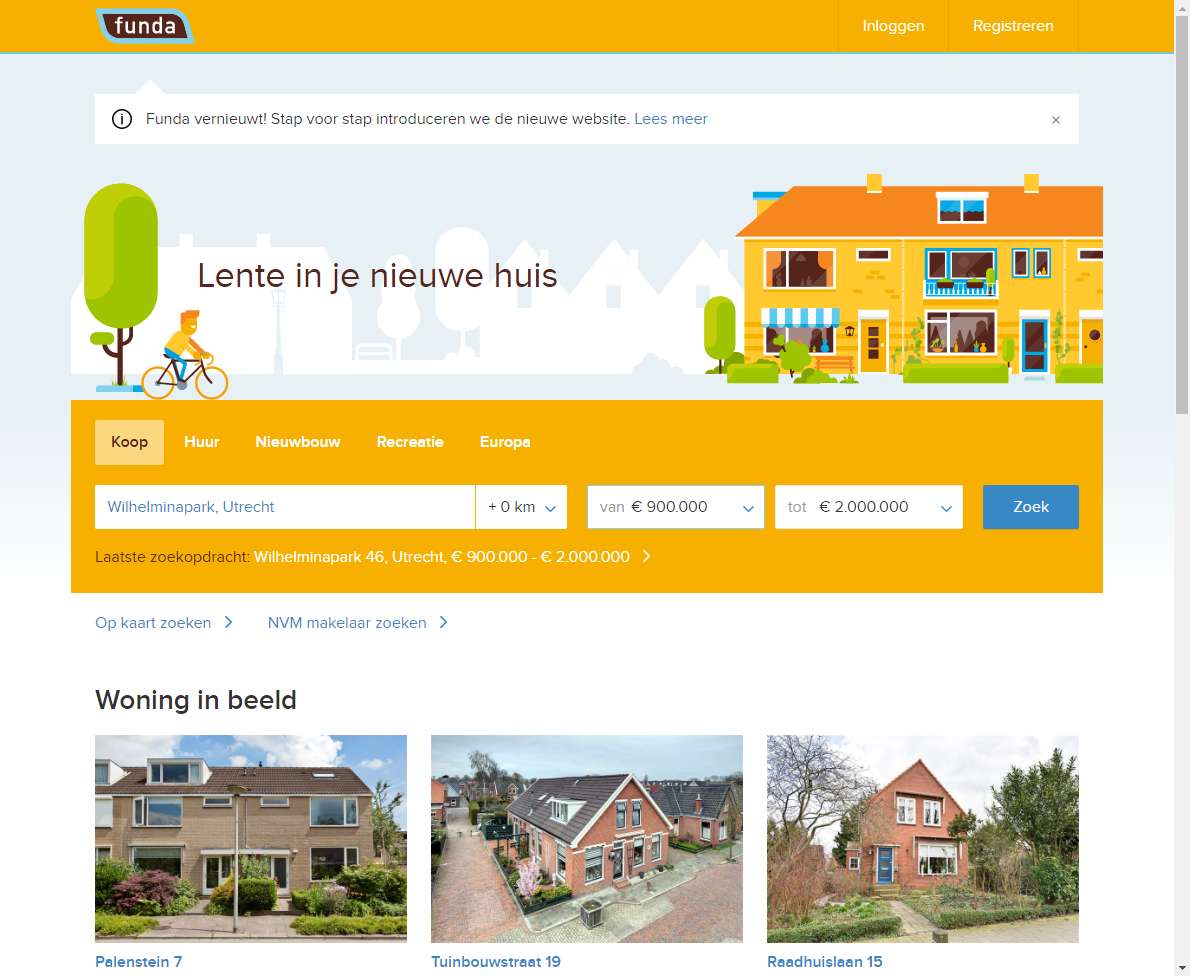 funda
Inloggen
Registreren
Funda vernieuwt! Stap voor stap introduceren we de nieuwe website. Lees meer
Lente in je nieuwe huis
Koop
Huur
Nieuwbouw
Recreatie
Europa
Wilhelminapark, Utrecht
+ 0 km
van € 900.000
tot € 2.000.000
Zoek
Laatste zoekopdracht: Wilhelminapark 46, Utrecht, € 900.000 - € 2.000.000
Op kaart zoeken
NVM makelaar zoeken
Woning in beeld
Palenstein 7
Tuinbouwstraat 19
Raadhuislaan 15